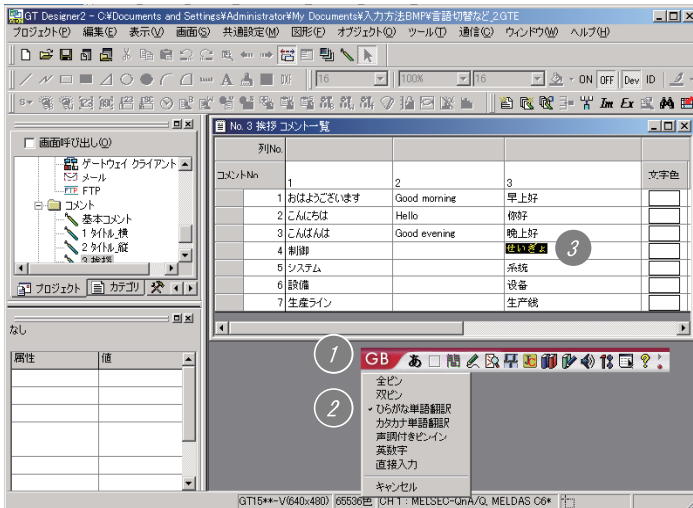 GT Designer2 - C:¥Documents and Settings¥Administrator¥My Documents¥入力方法BMP¥言語切替など_2GTE
プロジェクト(P) 編集(E) 表示(V) 画面(S) 共通設定(M) 図形(F) オブジェクト(O) ツール(T) 通信(C) ウィンドウ(W) ヘルプ(H)
16 100% 16 ON OFF Dev ID
Im Ex
画面呼び出し(O)
ゲートウェイ クライアント
メール
FTP
コメント
基本コメント
1 タイトル_横
2 タイトル_縦
3 挨拶
プロジェクト カテゴリ
なし
属性 値
No. 3 挨拶 コメント一覧
列No.
コメントNo. 1 2 3 文字色
1 おはようございます Good morning 早上好
2 こんにちは Hello 你好
3 こんばんは Good evening 晚上好
4 制御 せいぎょ 3
5 システム 系统
6 設備 设备
7 生産ライン 生产线
1 GB あ 簡
2
全ピン
双ピン
ひらがな単語翻訳
カタカナ単語翻訳
声調付きピンイン
英数字
直接入力
キャンセル
GT15**-V(640x480) 65536色 CH1 : MELSEC-QnA/Q, MELDAS C6*